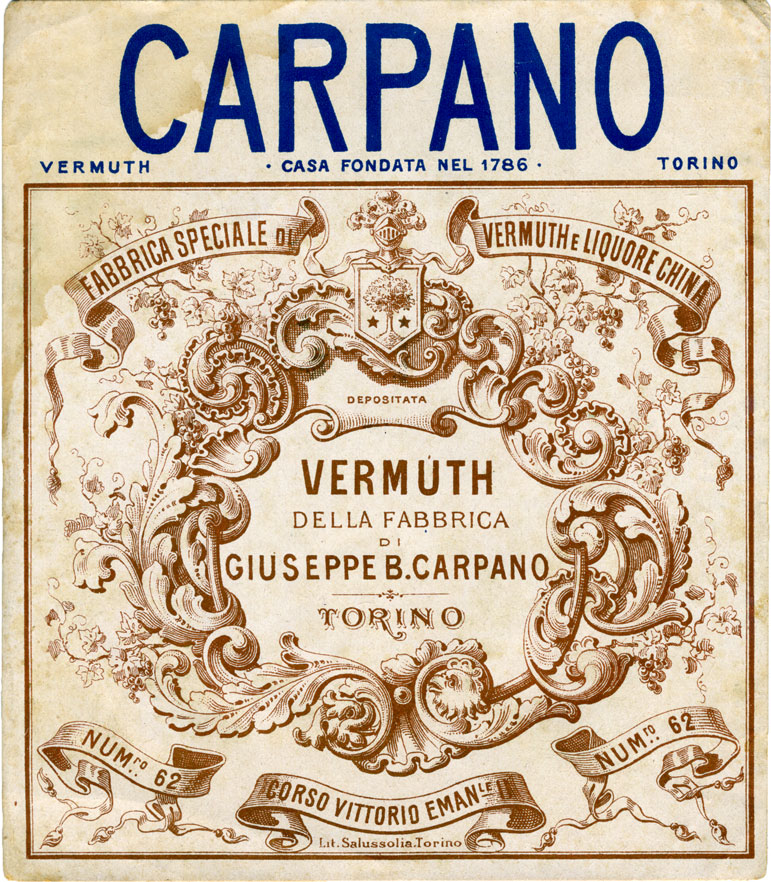 CARPANO
VERMUTH · CASA FONDATA NEL 1786 · TORINO
FABBRICA SPECIALE DI VERMUTH E LIQUORE CHINA
DEPOSITATA
VERMÚTH
DELLA FABBRICA
DI
GIUSEPPE B. CARPANO
TORINO
NUM.ro 62
NUM.ro 62
CORSO VITTORIO EMAN.LE II
Lit. Salussolia. Torino